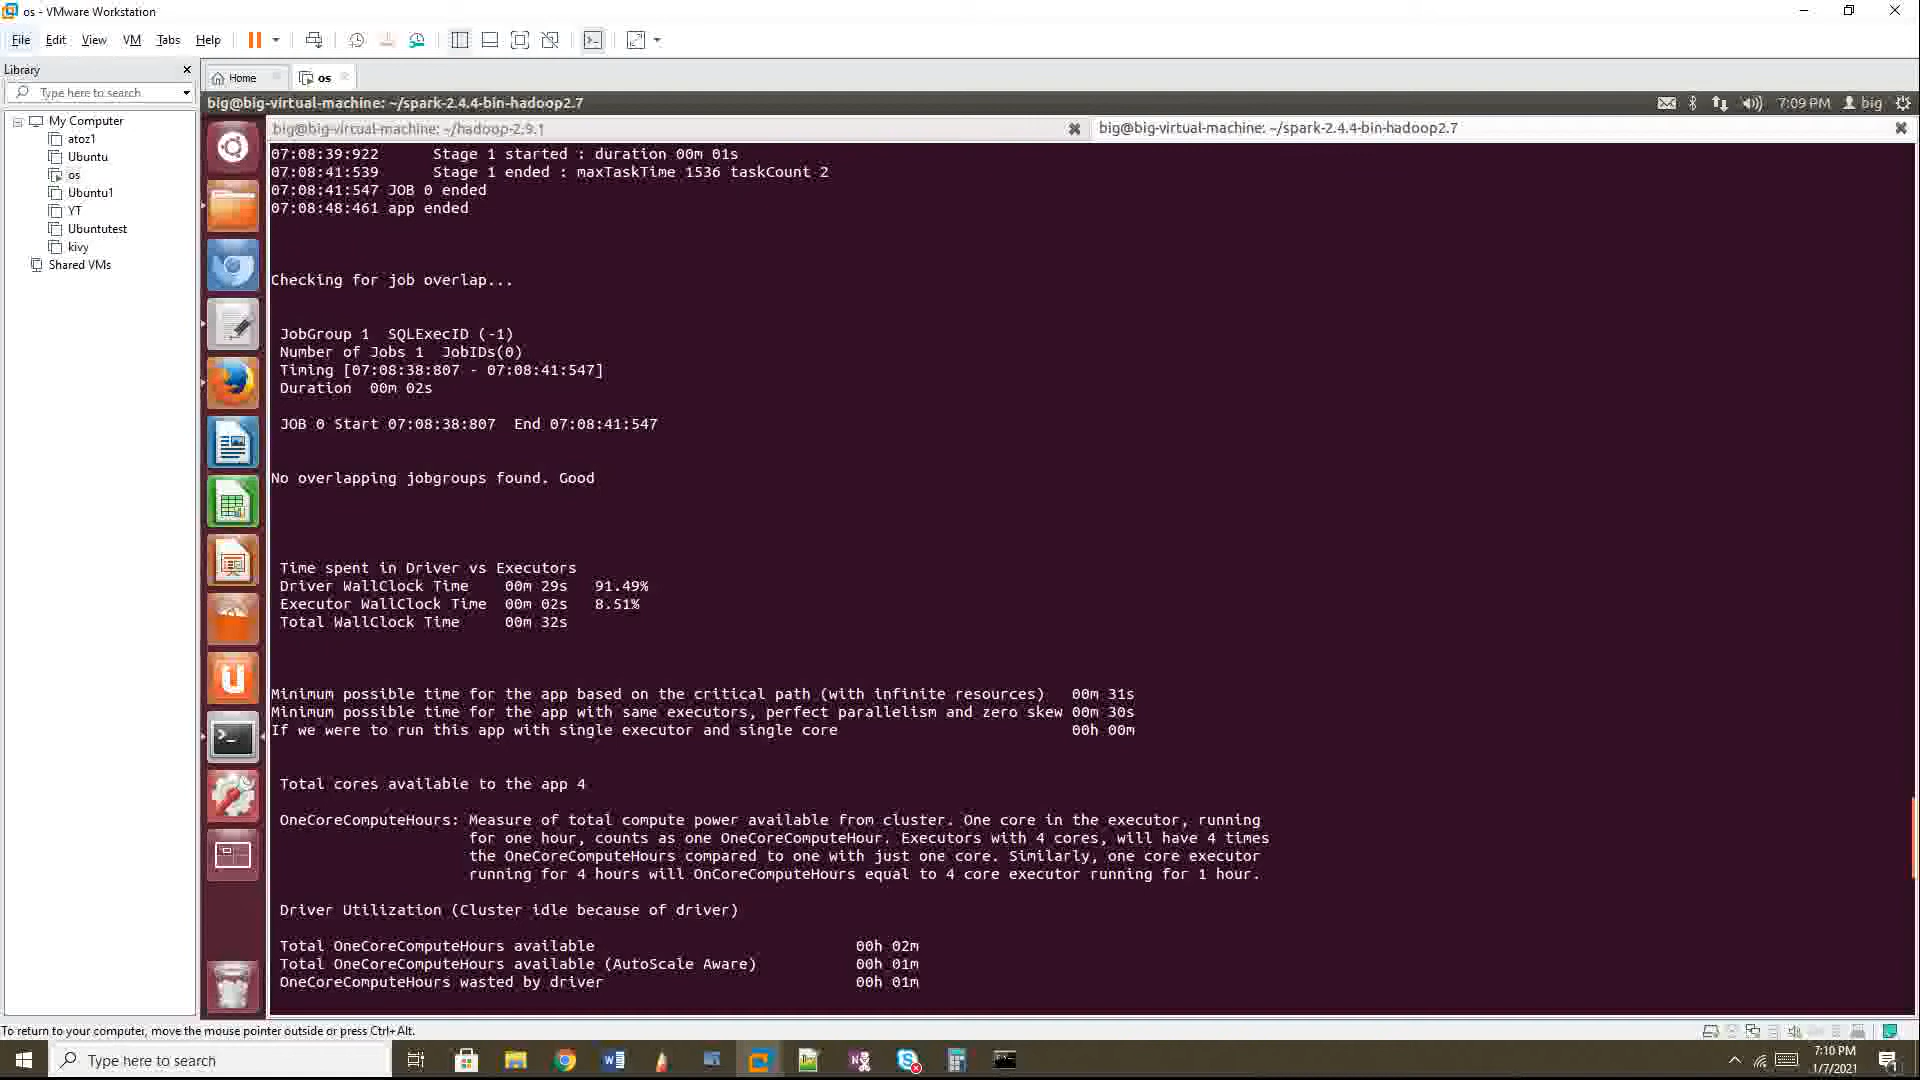 os - VMware Workstation
File Edit View VM Tabs Help
Library
Type here to search
My Computer
atoz1
Ubuntu
os
Ubuntu1
YT
Ubuntutest
kivy
Shared VMs
Home os
big@big-virtual-machine: ~/spark-2.4.4-bin-hadoop2.7
7:09 PM big
big@big-virtual-machine: ~/hadoop-2.9.1
big@big-virtual-machine: ~/spark-2.4.4-bin-hadoop2.7
07:08:39:922 Stage 1 started : duration 00m 01s
07:08:41:539 Stage 1 ended : maxTaskTime 1536 taskCount 2
07:08:41:547 JOB 0 ended
07:08:48:461 app ended
Checking for job overlap...
JobGroup 1 SQLExecID (-1)
Number of Jobs 1 JobIDs(0)
Timing [07:08:38:807 - 07:08:41:547]
Duration 00m 02s
JOB 0 Start 07:08:38:807 End 07:08:41:547
No overlapping jobgroups found. Good
Time spent in Driver vs Executors
Driver WallClock Time 00m 29s 91.49%
Executor WallClock Time 00m 02s 8.51%
Total WallClock Time 00m 32s
Minimum possible time for the app based on the critical path (with infinite resources) 00m 31s
Minimum possible time for the app with same executors, perfect parallelism and zero skew 00m 30s
If we were to run this app with single executor and single core 00h 00m
Total cores available to the app 4
OneCoreComputeHours: Measure of total compute power available from cluster. One core in the executor, running
for one hour, counts as one OneCoreComputeHour. Executors with 4 cores, will have 4 times
the OneCoreComputeHours compared to one with just one core. Similarly, one core executor
running for 4 hours will OnCoreComputeHours equal to 4 core executor running for 1 hour.
Driver Utilization (Cluster idle because of driver)
Total OneCoreComputeHours available 00h 02m
Total OneCoreComputeHours available (AutoScale Aware) 00h 01m
OneCoreComputeHours wasted by driver 00h 01m
To return to your computer, move the mouse pointer outside or press Ctrl+Alt.
Type here to search
7:10 PM
1/7/2021